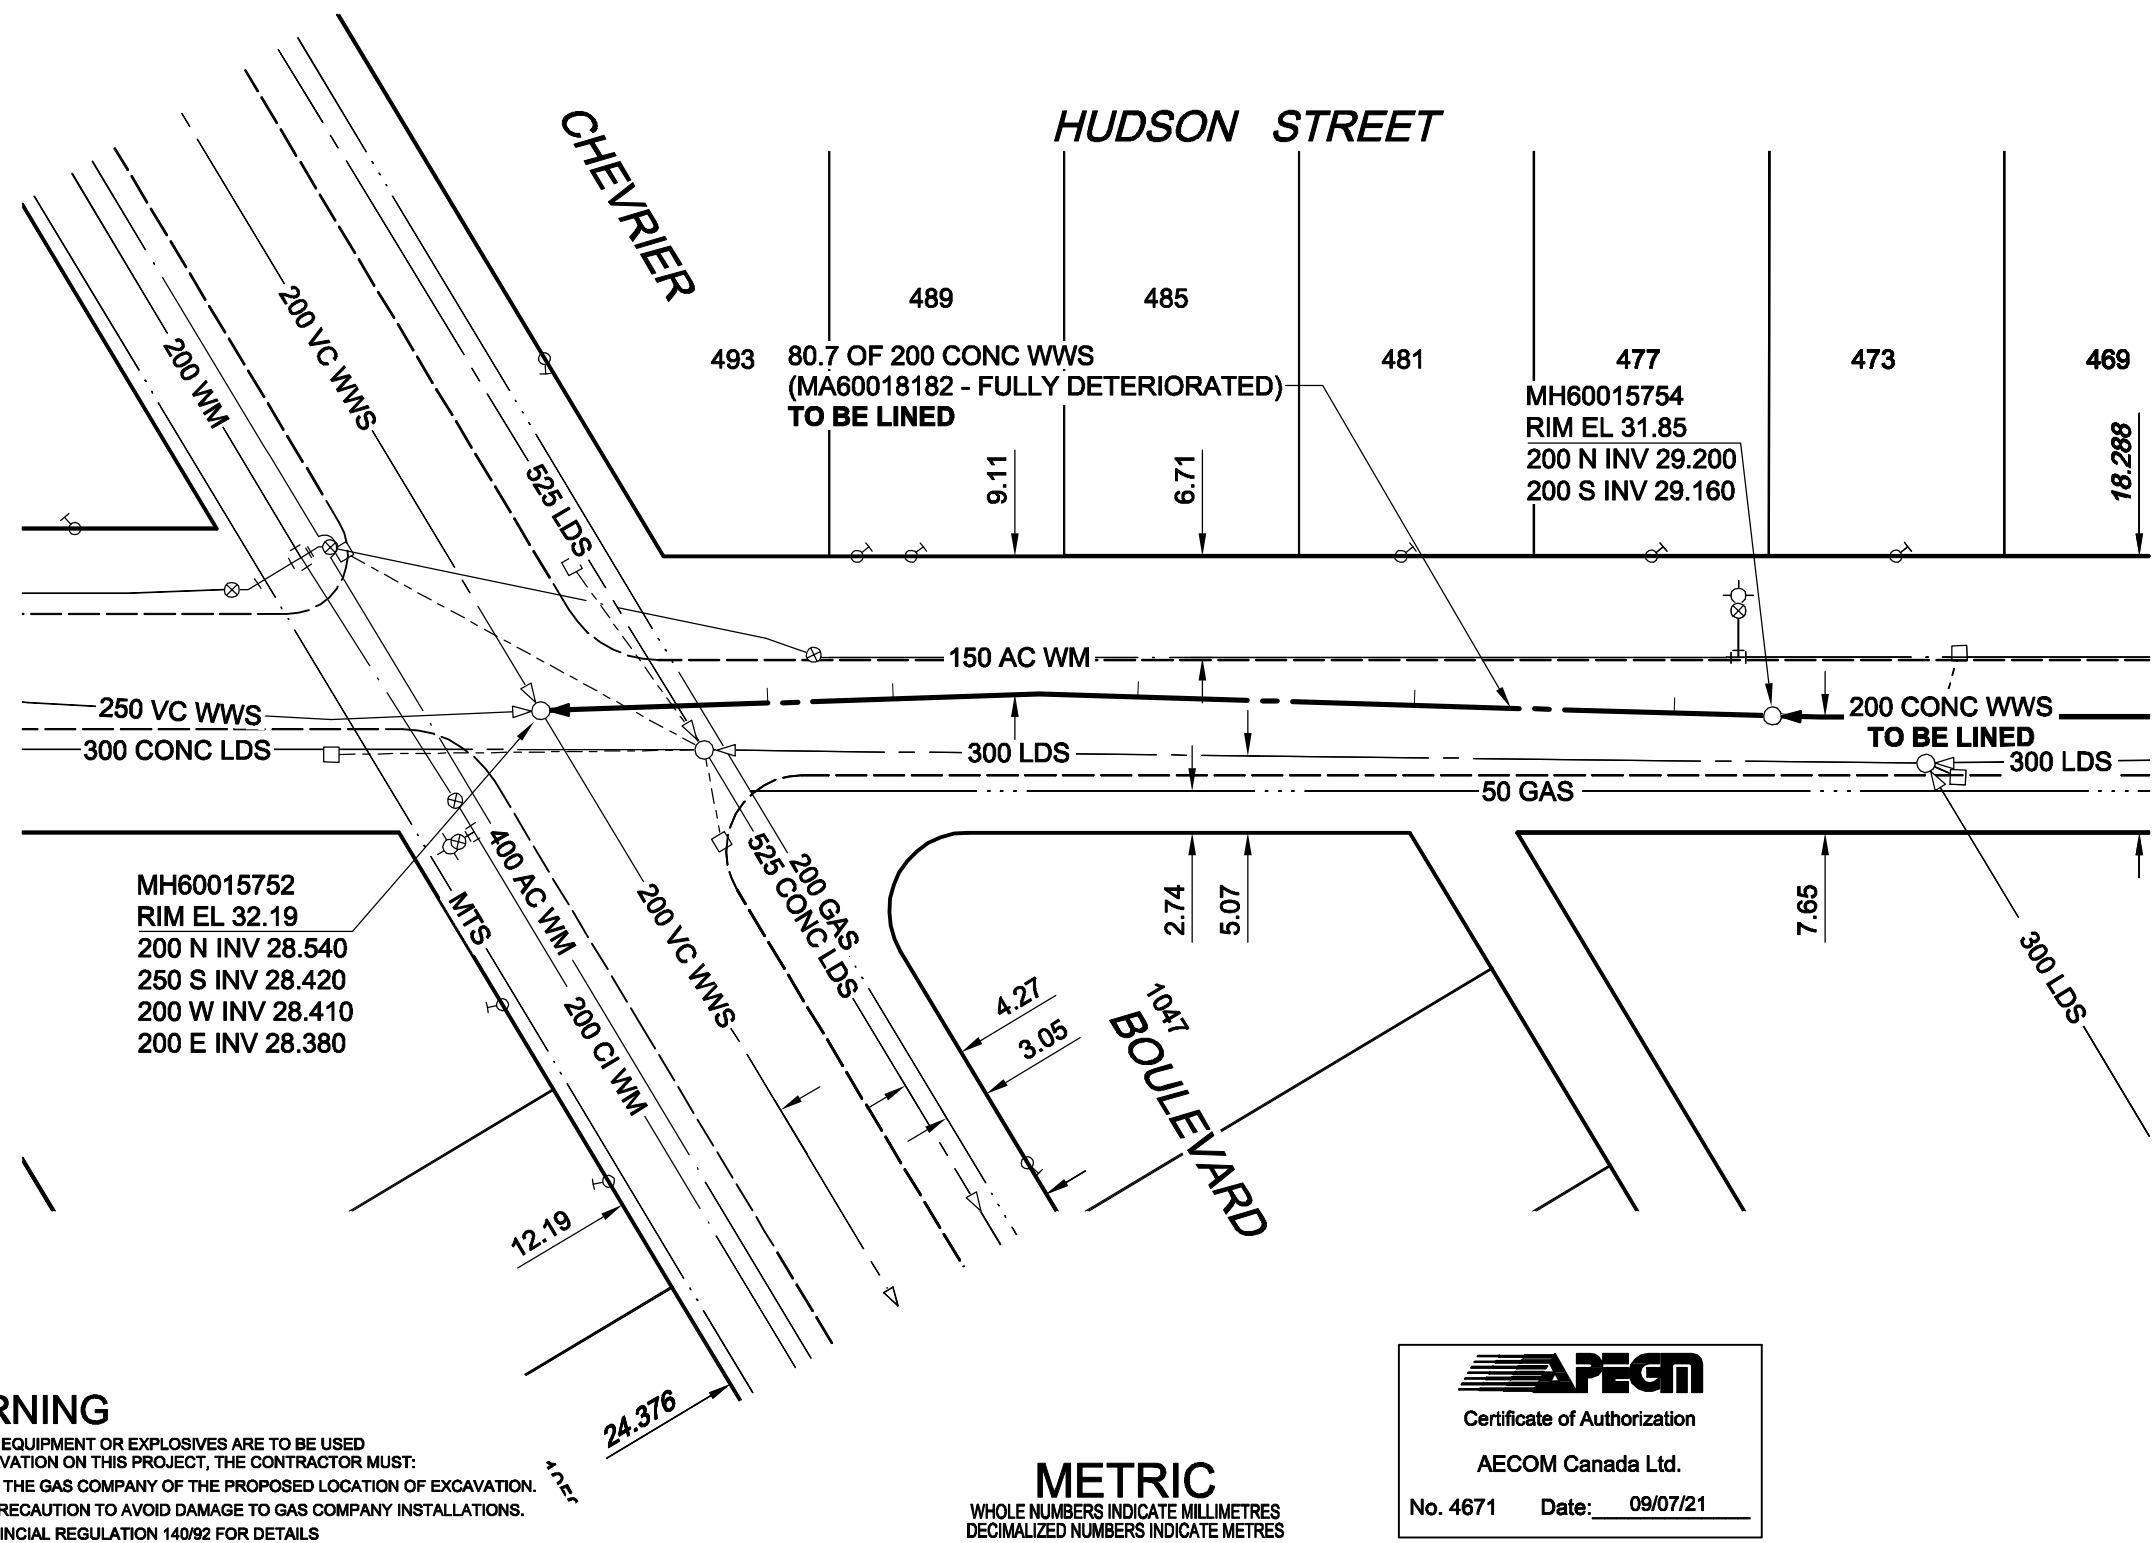 HUDSON STREET
CHEVRIER
489
485
493
481
477
473
469
80.7 OF 200 CONC WWS
(MA60018182 - FULLY DETERIORATED)
TO BE LINED
MH60015754
RIM EL 31.85
200 N INV 29.200
200 S INV 29.160
200 VC WWS
200 WM
525 LDS
9.11
6.71
18.288
150 AC WM
250 VC WWS
300 CONC LDS
300 LDS
200 CONC WWS
TO BE LINED
300 LDS
50 GAS
MH60015752
RIM EL 32.19
200 N INV 28.540
250 S INV 28.420
200 W INV 28.410
200 E INV 28.380
MTS
400 AC WM
200 CI WM
200 VC WWS
525 CONC LDS
200 GAS
2.74
5.07
7.65
300 LDS
4.27
3.05
1047
BOULEVARD
12.19
24.376
RNING
EQUIPMENT OR EXPLOSIVES ARE TO BE USED
VATION ON THIS PROJECT, THE CONTRACTOR MUST:
THE GAS COMPANY OF THE PROPOSED LOCATION OF EXCAVATION.
RECAUTION TO AVOID DAMAGE TO GAS COMPANY INSTALLATIONS.
INCIAL REGULATION 140/92 FOR DETAILS
METRIC
WHOLE NUMBERS INDICATE MILLIMETRES
DECIMALIZED NUMBERS INDICATE METRES
APEGM
Certificate of Authorization
AECOM Canada Ltd.
No. 4671 Date: 09/07/21